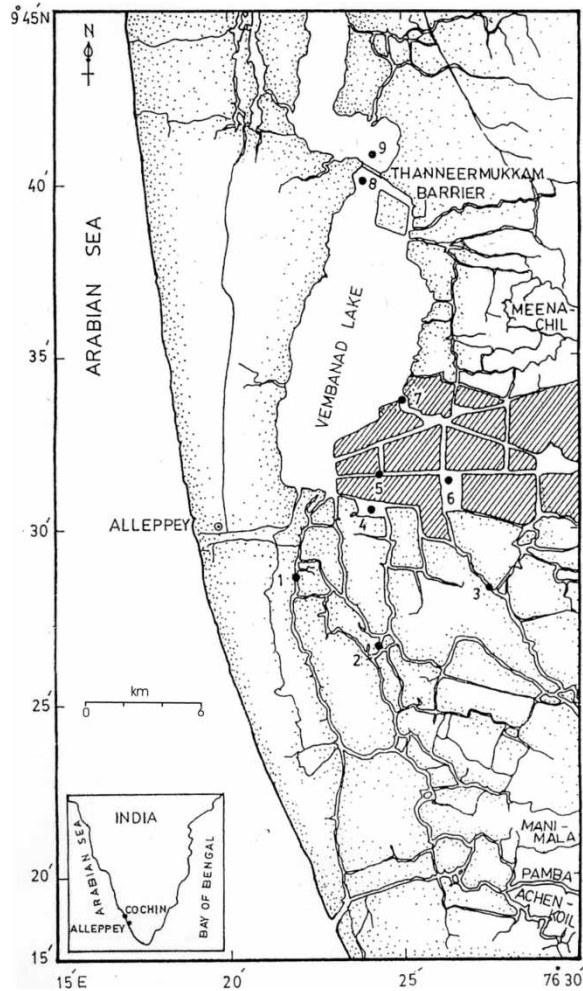 9° 45'N
N
9
40'
THANNEERMUKKAM
BARRIER
8
ARABIAN SEA
VEMBANAD LAKE
MEENA-
CHIL
35'
7
5
6
4
ALLEPPEY
30'
1
3
2
km
0 6
25'
INDIA
ARABIAN SEA
BAY OF BENGAL
COCHIN
ALLEPPEY
MANI-
MALA
PAMBA
ACHEN-
KOIL
20'
15'
15 E
20'
25'
76° 30'